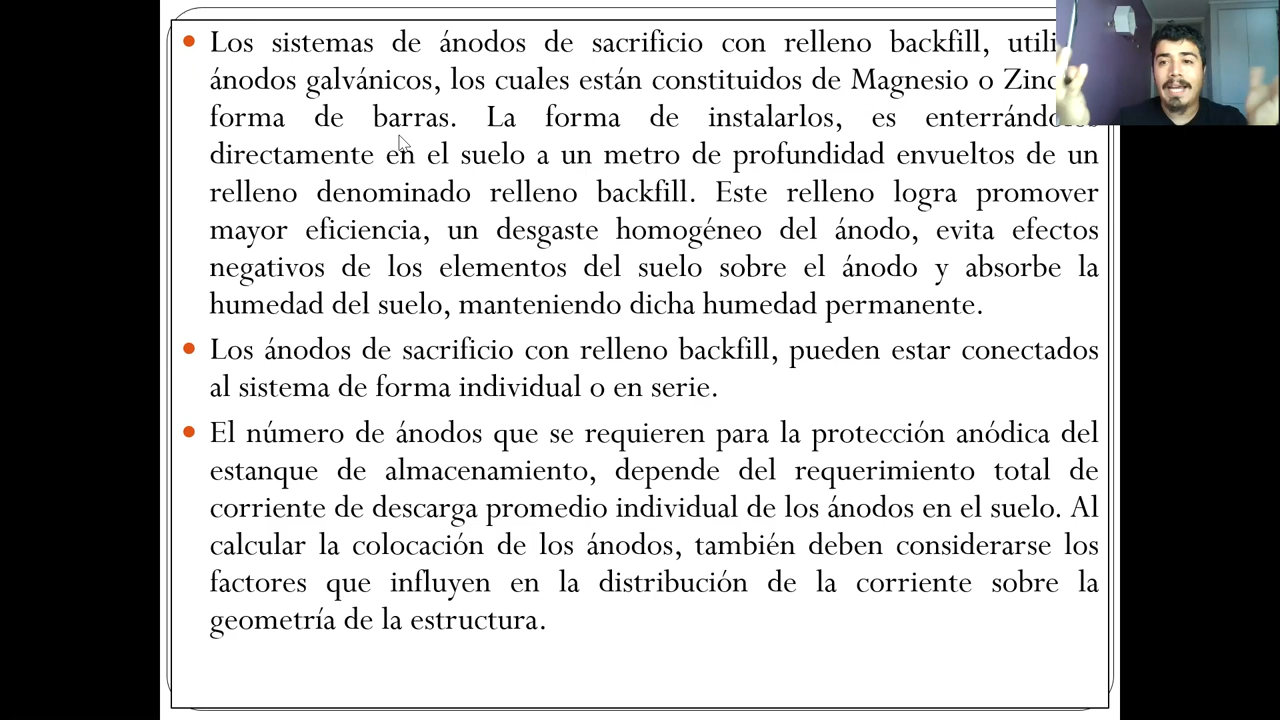 Los sistemas de ánodos de sacrificio con relleno backfill,
ánodos galvánicos, los cuales están constituidos de Magnesio o
forma de barras. La forma de instalarlos, es
directamente en el suelo a un metro de profundidad envueltos de un
relleno denominado relleno backfill. Este relleno logra promover
mayor eficiencia, un desgaste homogéneo del ánodo, evita efectos
negativos de los elementos del suelo sobre el ánodo y absorbe la
humedad del suelo, manteniendo dicha humedad permanente.
Los ánodos de sacrificio con relleno backfill, pueden estar conectados
al sistema de forma individual o en serie.
El número de ánodos que se requieren para la protección anódica del
estanque de almacenamiento, depende del requerimiento total de
corriente de descarga promedio individual de los ánodos en el suelo. Al
calcular la colocación de los ánodos, también deben considerarse los
factores que influyen en la distribución de la corriente sobre la
geometría de la estructura.